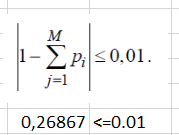 |1 − ∑_{j=1}^{M} p_i| ≤ 0,01.
0,26867 <=0.01